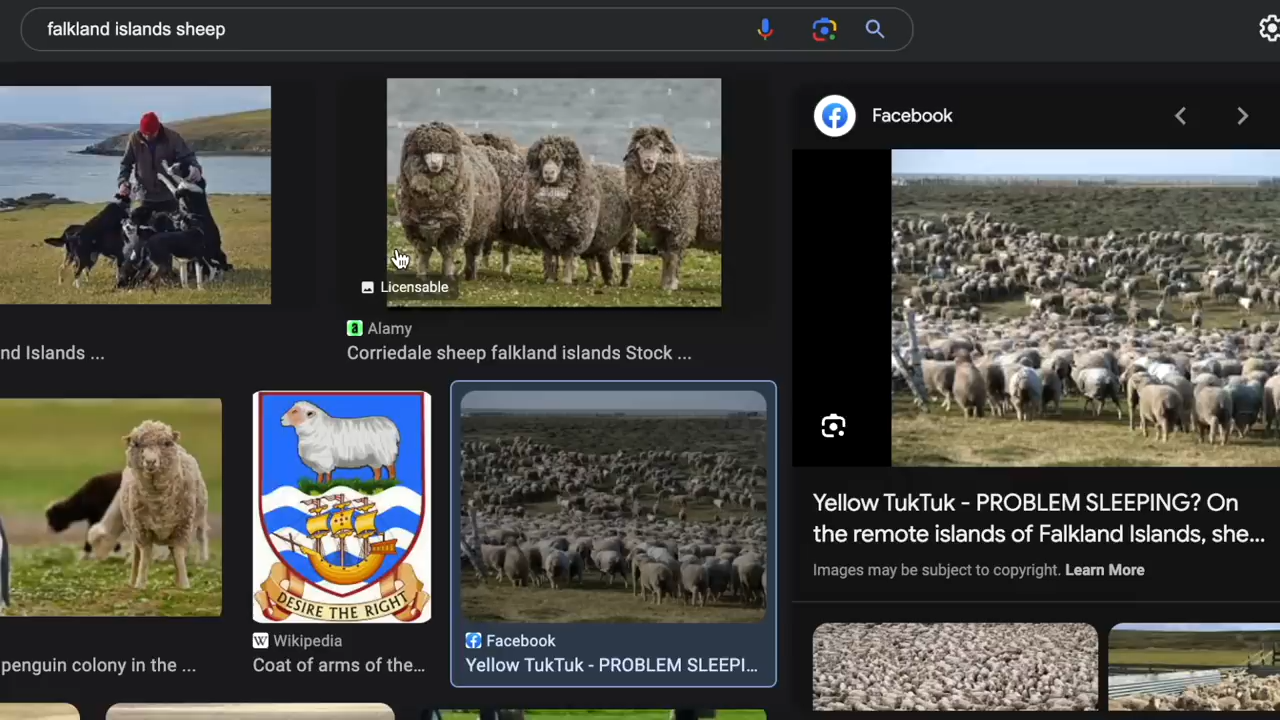 falkland islands sheep
Facebook
Licensable
Alamy
nd Islands ...
Corriedale sheep falkland islands Stock ...
DESIRE THE RIGHT
Yellow TukTuk - PROBLEM SLEEPING? On
the remote islands of Falkland Islands, she...
Images may be subject to copyright. Learn More
Wikipedia
Facebook
penguin colony in the ...
Coat of arms of the...
Yellow TukTuk - PROBLEM SLEEPI...